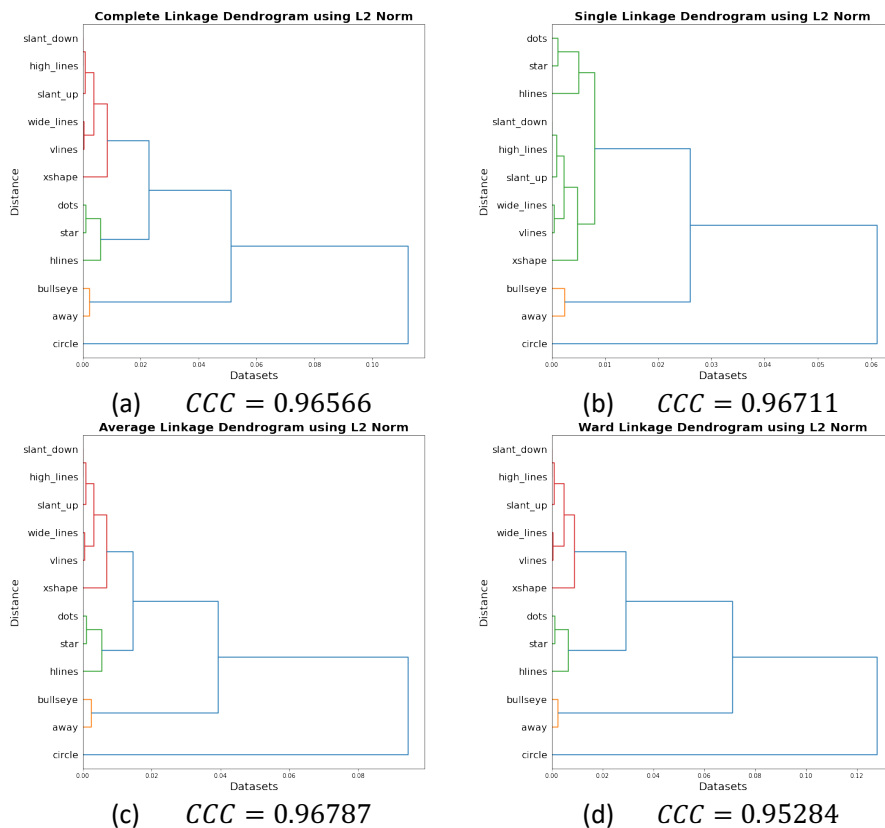 Complete Linkage Dendrogram using L2 Norm
slant_down
high_lines
slant_up
wide_lines
vlines
xshape
dots
star
hlines
bullseye
away
circle
Distance
0.00 0.02 0.04 0.06 0.08 0.10
Datasets
(a) CCC = 0.96566
Single Linkage Dendrogram using L2 Norm
dots
star
hlines
slant_down
high_lines
slant_up
wide_lines
vlines
xshape
bullseye
away
circle
Distance
0.00 0.01 0.02 0.03 0.04 0.05 0.06
Datasets
(b) CCC = 0.96711
Average Linkage Dendrogram using L2 Norm
slant_down
high_lines
slant_up
wide_lines
vlines
xshape
dots
star
hlines
bullseye
away
circle
Distance
0.00 0.02 0.04 0.06 0.08
Datasets
(c) CCC = 0.96787
Ward Linkage Dendrogram using L2 Norm
slant_down
high_lines
slant_up
wide_lines
vlines
xshape
dots
star
hlines
bullseye
away
circle
Distance
0.00 0.02 0.04 0.06 0.08 0.10 0.12
Datasets
(d) CCC = 0.95284